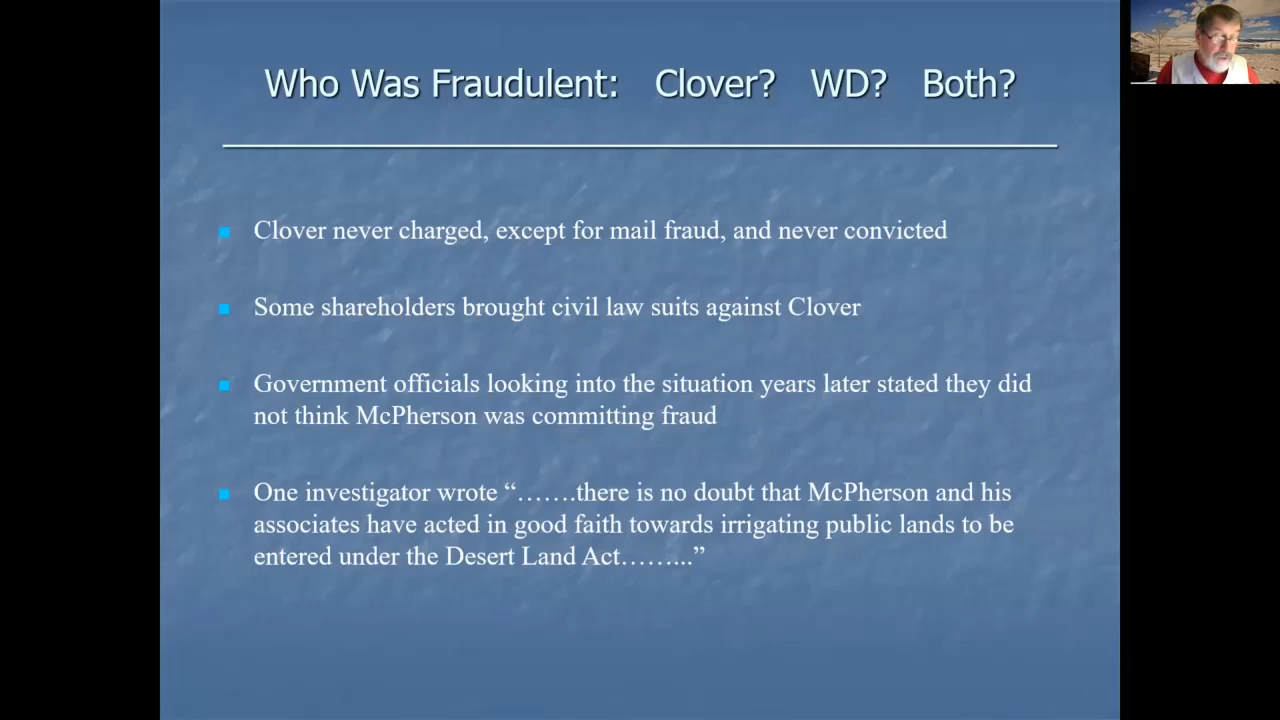 Who Was Fraudulent: Clover? WD? Both?
Clover never charged, except for mail fraud, and never convicted
Some shareholders brought civil law suits against Clover
Government officials looking into the situation years later stated they did
not think McPherson was committing fraud
One investigator wrote “…….there is no doubt that McPherson and his
associates have acted in good faith towards irrigating public lands to be
entered under the Desert Land Act……...”